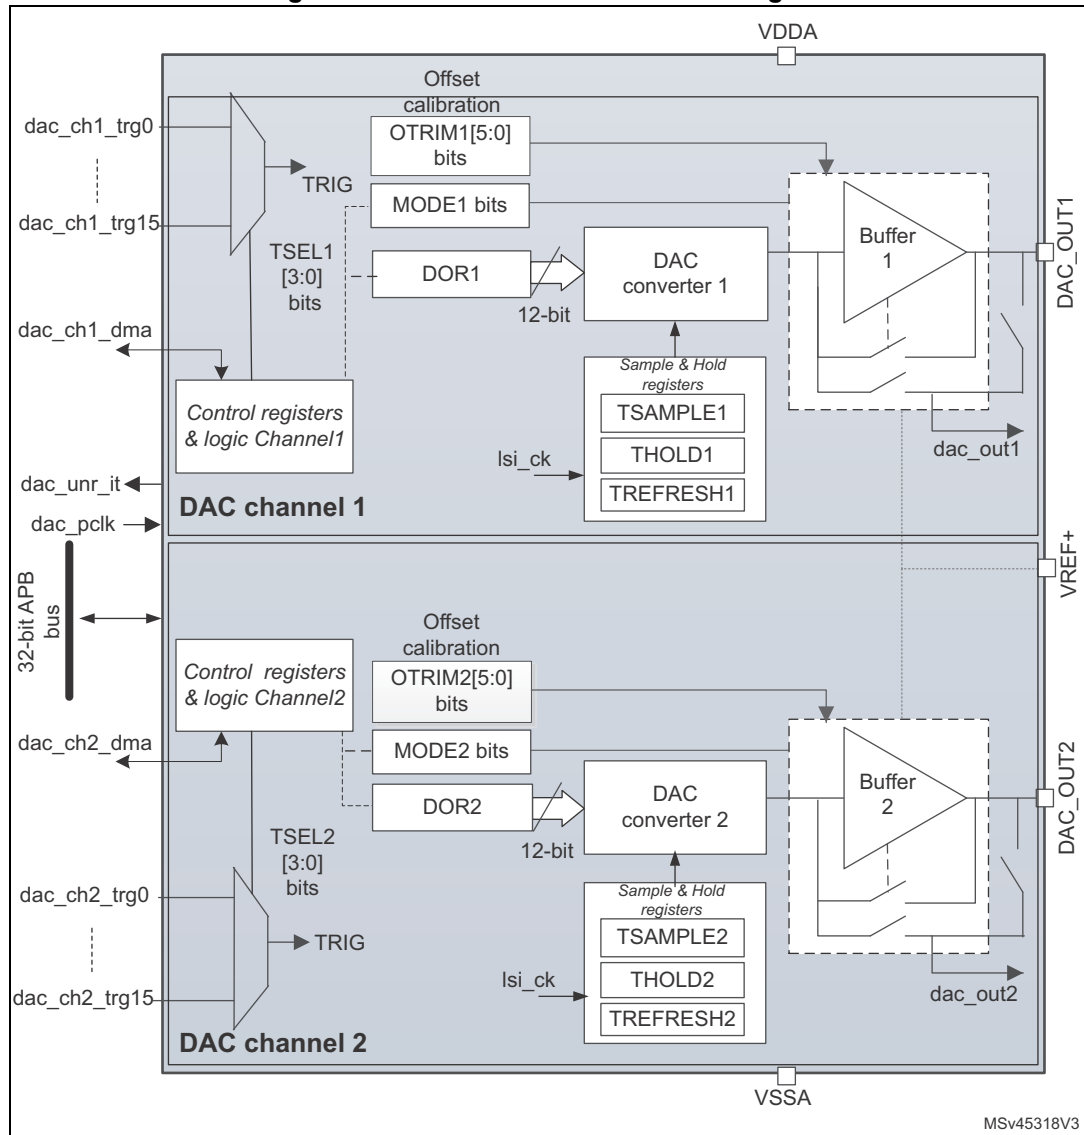 VDDA
Offset
calibration
dac_ch1_trg0
OTRIM1[5:0]
bits
TRIG
MODE1 bits
dac_ch1_trg15
Buffer
1
TSEL1
[3:0]
bits
DOR1
12-bit
DAC
converter 1
DAC_OUT1
dac_ch1_dma
Sample & Hold
registers
TSAMPLE1
THOLD1
TREFRESH1
Control registers
& logic Channel1
lsi_ck
dac_out1
dac_unr_it
DAC channel 1
dac_pclk
VREF+
32-bit APB
bus
Offset
calibration
Control registers
& logic Channel2
OTRIM2[5:0]
bits
dac_ch2_dma
MODE2 bits
Buffer
2
DOR2
12-bit
DAC
converter 2
DAC_OUT2
TSEL2
[3:0]
bits
dac_ch2_trg0
Sample & Hold
registers
TSAMPLE2
THOLD2
TREFRESH2
TRIG
lsi_ck
dac_out2
dac_ch2_trg15
DAC channel 2
VSSA
MSv45318V3